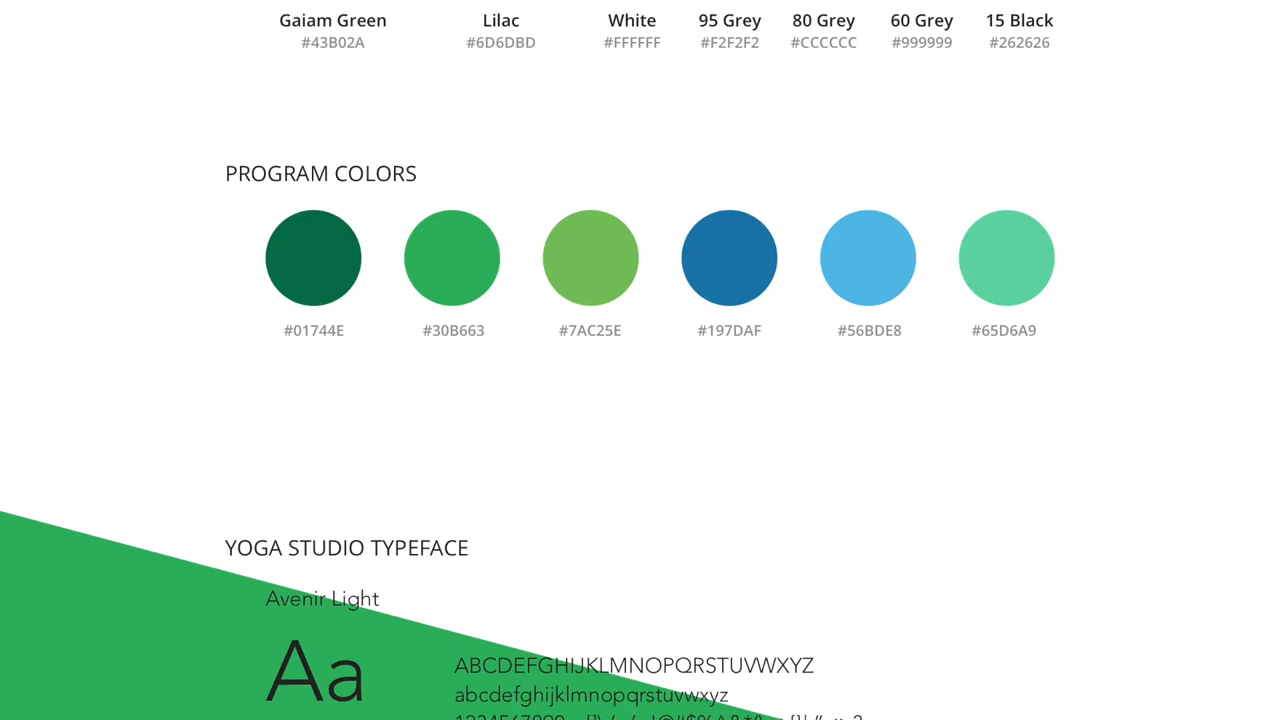 Gaiam Green Lilac White 95 Grey 80 Grey 60 Grey 15 Black
#43B02A #6D6DBD #FFFFFF #F2F2F2 #CCCCCC #999999 #262626
PROGRAM COLORS
#01744E #30B663 #7AC25E #197DAF #56BDE8 #65D6A9
YOGA STUDIO TYPEFACE
Avenir Light
Aa
ABCDEFGHIJKLMNOPQRSTUVWXYZ
abcdefghijklmnopqrstuvwxyz